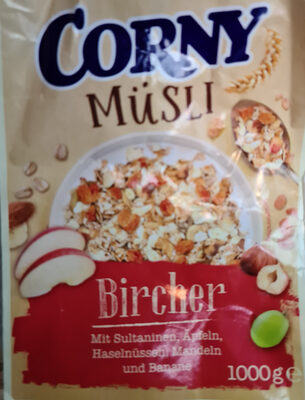 CORNY
MÜSLI
Bircher
Mit Sultaninen, Äpfeln,
Haselnüssen, Mandeln
und Banane
1000g e